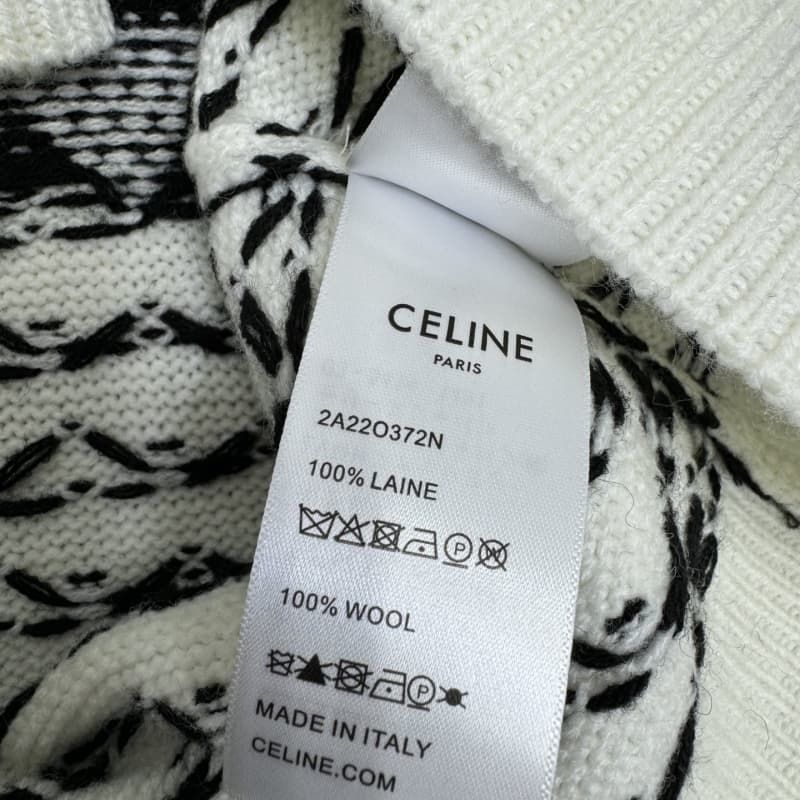 CELINE
PARIS
2A22O372N
100% LAINE
P W
100% WOOL
P
MADE IN ITALY
CELINE.COM